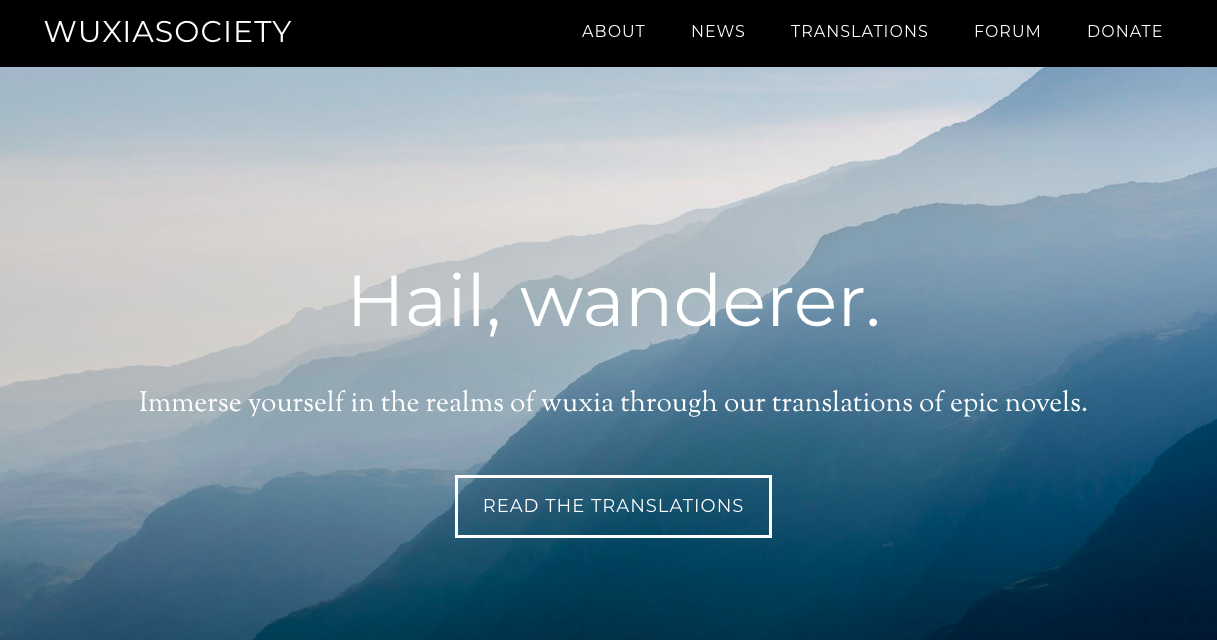 WUXIASOCIETY
ABOUT NEWS TRANSLATIONS FORUM DONATE
Hail, wanderer.
Immerse yourself in the realms of wuxia through our translations of epic novels.
READ THE TRANSLATIONS